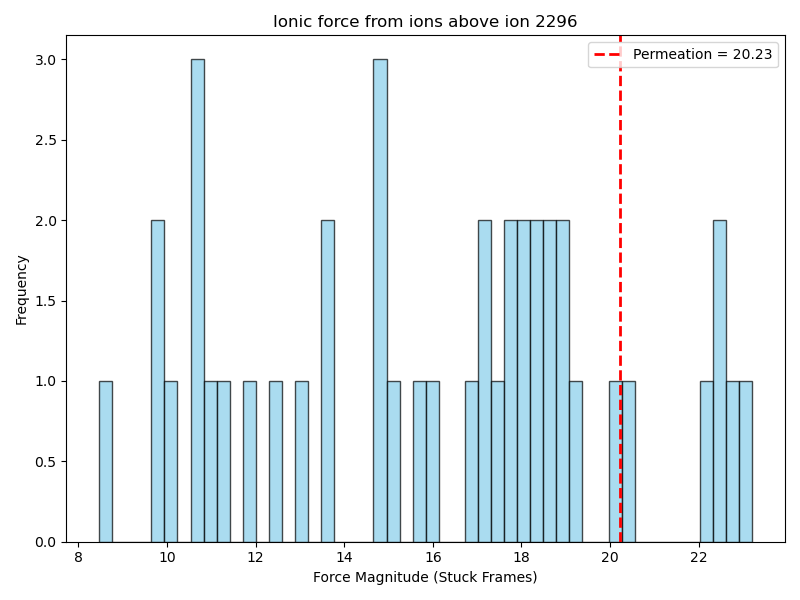 Ionic force from ions above ion 2296
Permeation = 20.23
Frequency
3.0
2.5
2.0
1.5
1.0
0.5
0.0
8 10 12 14 16 18 20 22
Force Magnitude (Stuck Frames)